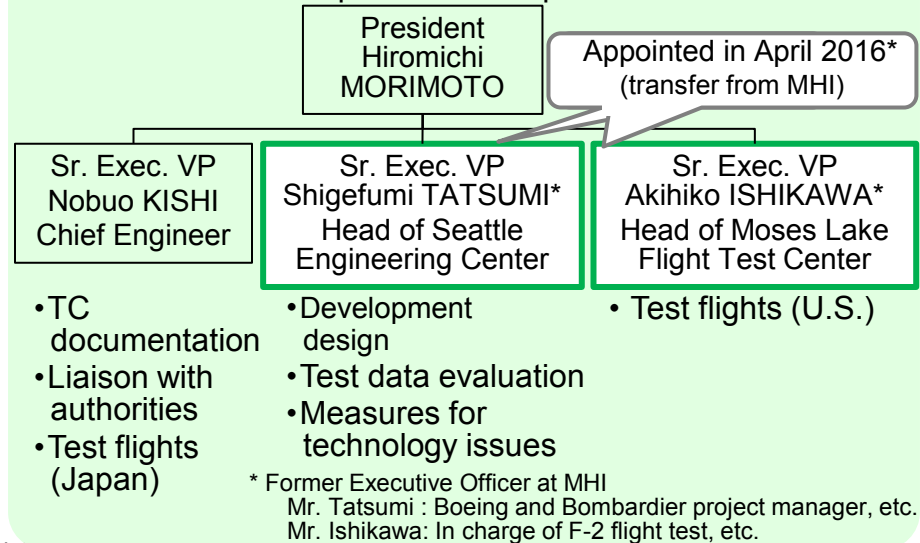 President
Hiromichi
MORIMOTO
Appointed in April 2016*
(transfer from MHI)
Sr. Exec. VP
Nobuo KISHI
Chief Engineer
Sr. Exec. VP
Shigefumi TATSUMI*
Head of Seattle
Engineering Center
Sr. Exec. VP
Akihiko ISHIKAWA*
Head of Moses Lake
Flight Test Center
•TC
documentation
•Liaison with
authorities
•Test flights
(Japan)
•Development
design
•Test data evaluation
•Measures for
technology issues
• Test flights (U.S.)
* Former Executive Officer at MHI
Mr. Tatsumi : Boeing and Bombardier project manager, etc.
Mr. Ishikawa: In charge of F-2 flight test, etc.